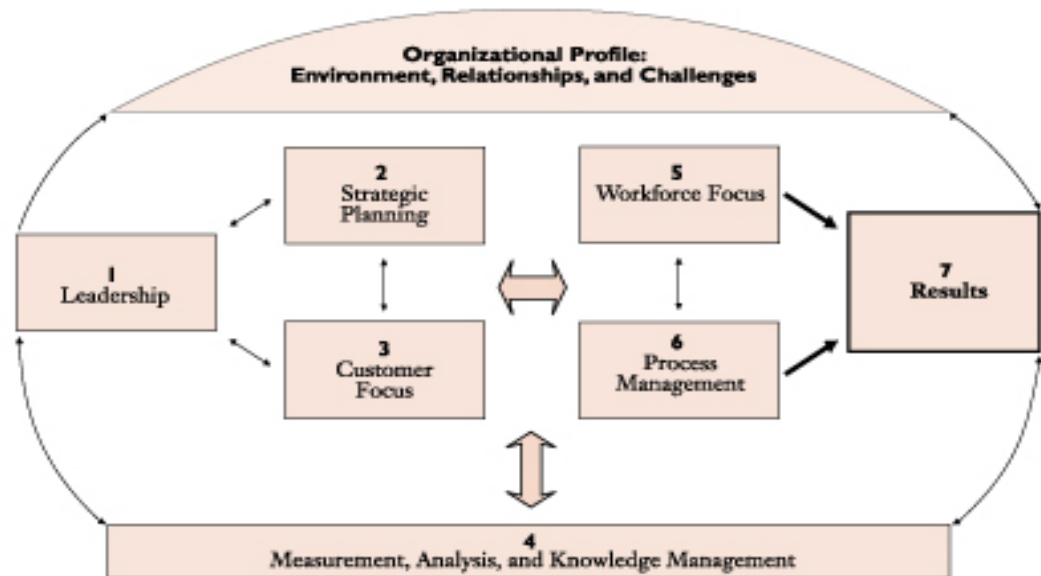 Organizational Profile:
Environment, Relationships, and Challenges
2
Strategic
Planning
5
Workforce Focus
1
Leadership
7
Results
3
Customer
Focus
6
Process
Management
4
Measurement, Analysis, and Knowledge Management